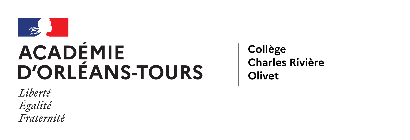 ACADÉMIE
D'ORLÉANS-TOURS
Liberté
Égalité
Fraternité
Collège
Charles Rivière
Olivet